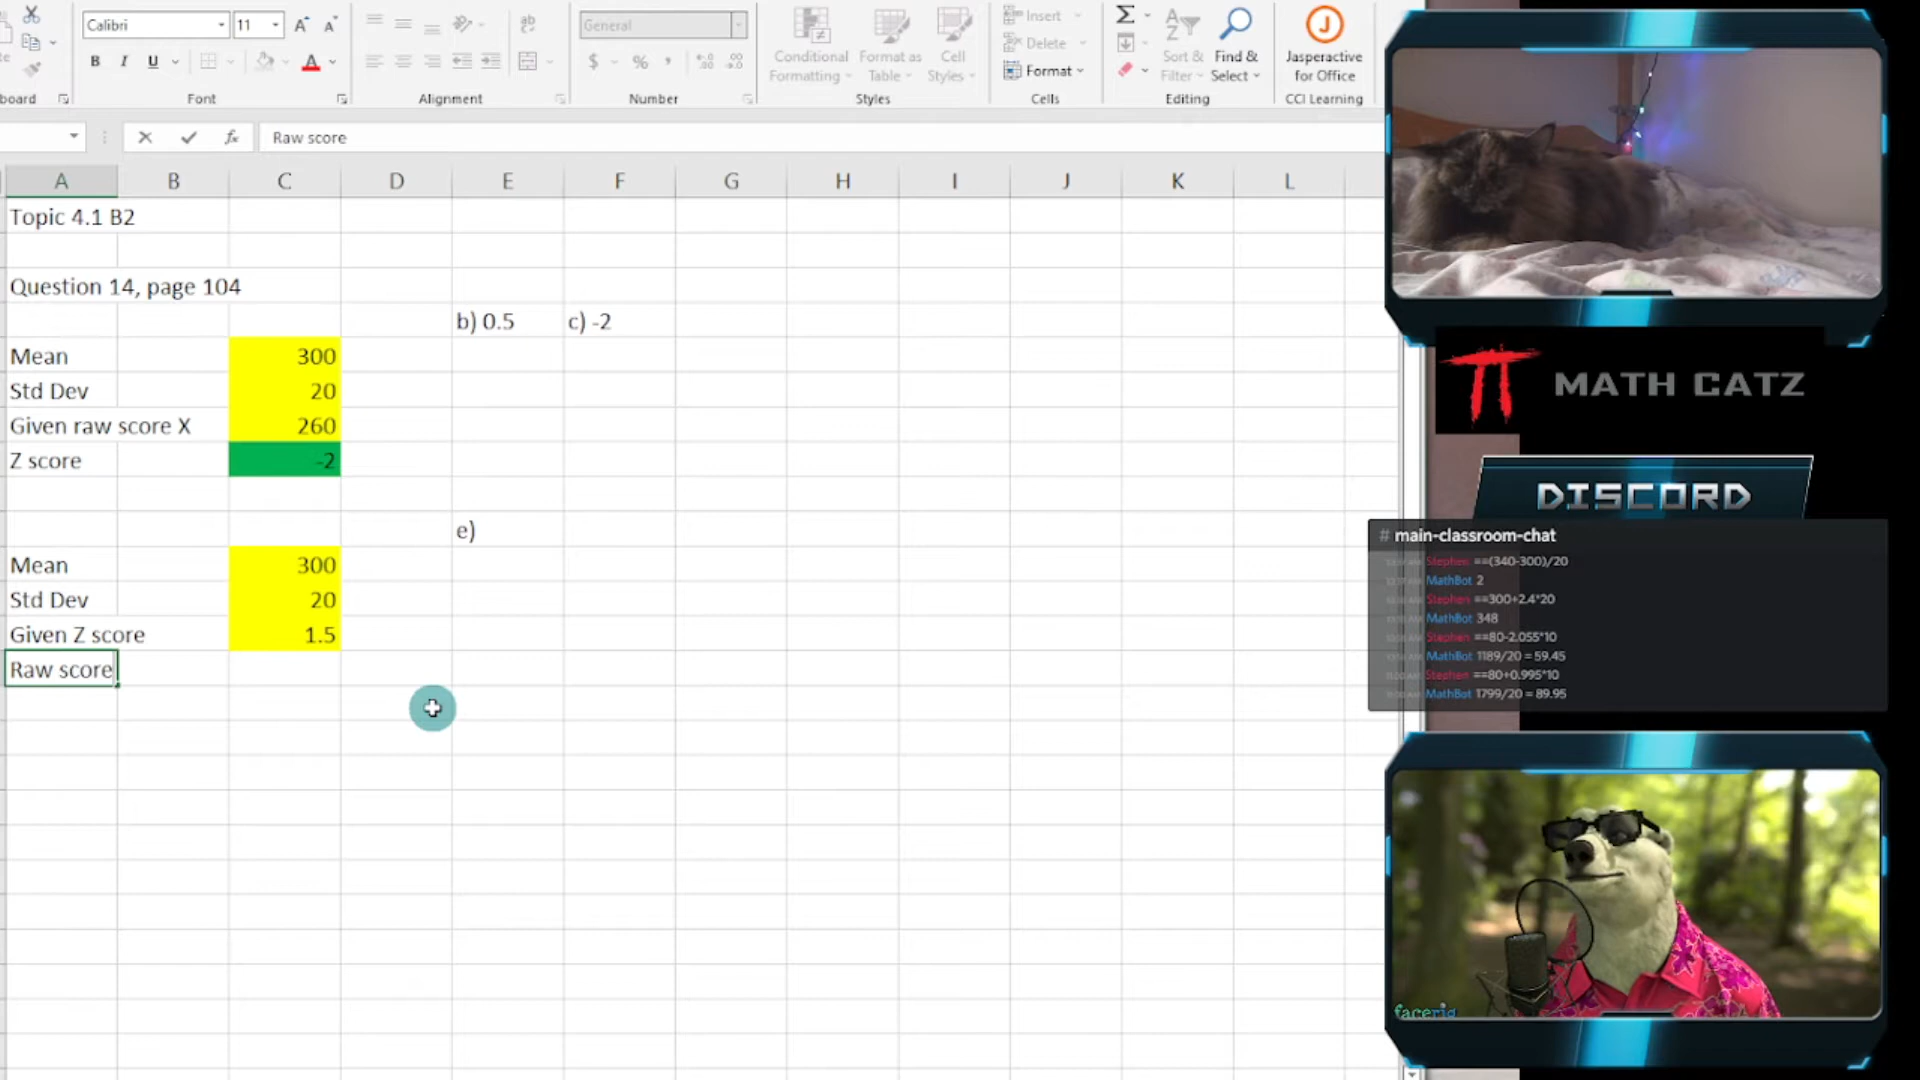 Calibri 11 General
Insert
Delete
Format
Conditional Formatting
Format as Table
Cell Styles
Sort & Filter
Find & Select
Jasperactive for Office
board Font Alignment Number Styles Cells Editing CCI Learning
Raw score
A B C D E F G H I J K L
Topic 4.1 B2
Question 14, page 104
b) 0.5 c) -2
Mean 300
Std Dev 20
Given raw score X 260
Z score -2
e)
Mean 300
Std Dev 20
Given Z score 1.5
Raw score
MATH CATZ
DISCORD
# main-classroom-chat
Stephen ==(340-300)/20
MathBot 2
Stephen ==300+2.4*20
MathBot 348
Stephen ==80-2.055*10
MathBot 1189/20 = 59.45
Stephen ==80+0.995*10
MathBot 1799/20 = 89.95
facerig